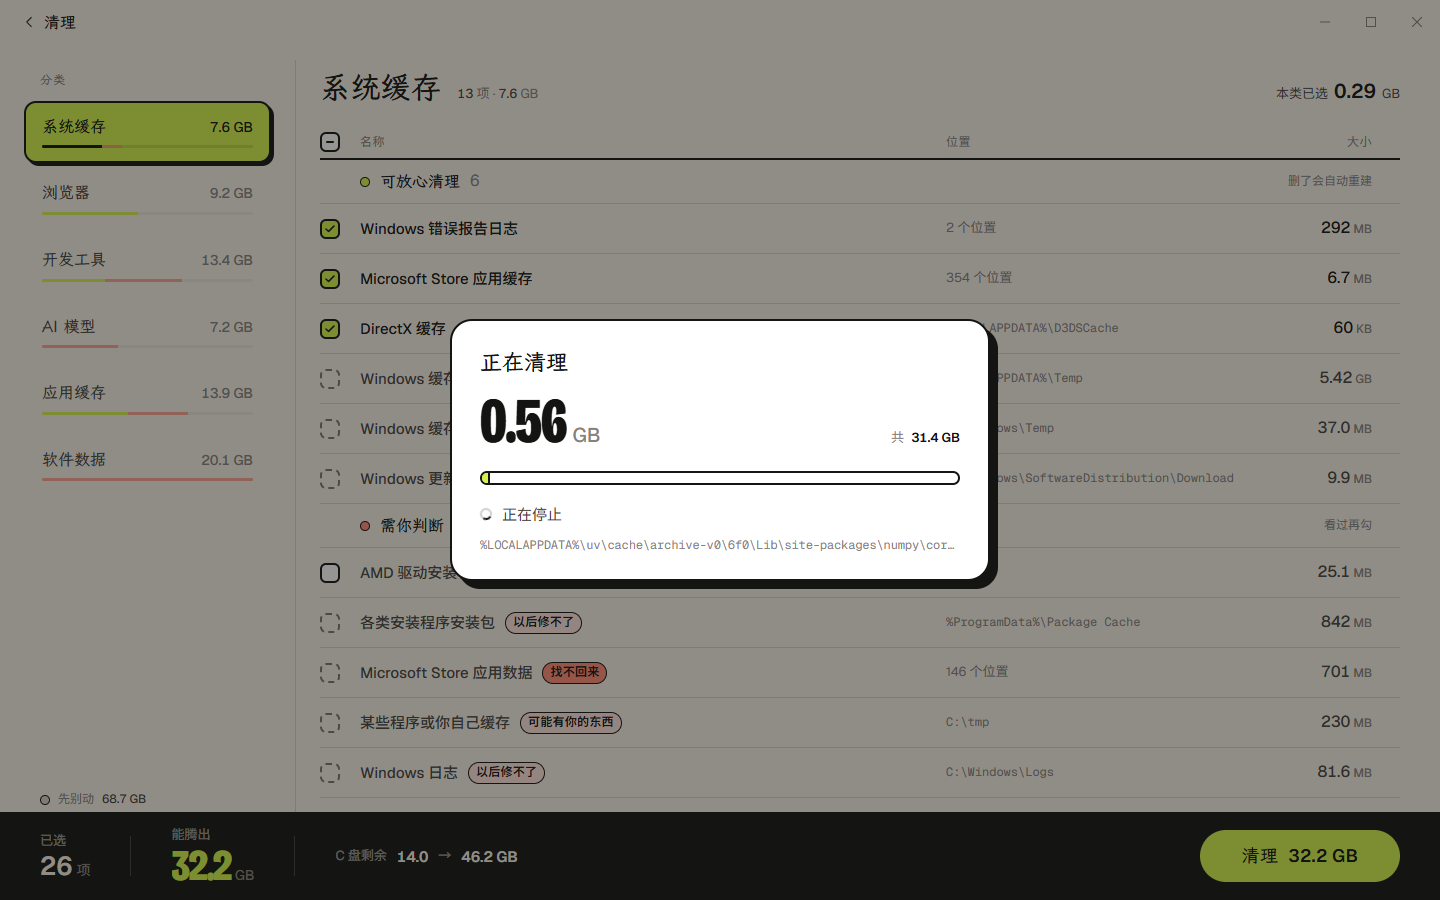 清理
分类
系统缓存 7.6 GB
浏览器 9.2 GB
开发工具 13.4 GB
AI 模型 7.2 GB
应用缓存 13.9 GB
软件数据 20.1 GB
先别动 68.7 GB
系统缓存 13 项 · 7.6 GB
本类已选 0.29 GB
名称 位置 大小
可放心清理 6 删了会自动重建
Windows 错误报告日志 2 个位置 292 MB
Microsoft Store 应用缓存 354 个位置 6.7 MB
DirectX 缓存 APPDATA%\D3DSCache 60 KB
Windows 缓存 PPDATA%\Temp 5.42 GB
Windows 缓存 ows\Temp 37.0 MB
Windows 更新 ows\SoftwareDistribution\Download 9.9 MB
需你判断 看过再勾
AMD 驱动安装 25.1 MB
各类安装程序安装包 以后修不了 %ProgramData%\Package Cache 842 MB
Microsoft Store 应用数据 找不回来 146 个位置 701 MB
某些程序或你自己缓存 可能有你的东西 C:\tmp 230 MB
Windows 日志 以后修不了 C:\Windows\Logs 81.6 MB
正在清理
0.56 GB
共 31.4 GB
正在停止
%LOCALAPPDATA%\uv\cache\archive-v0\6f0\Lib\site-packages\numpy\cor…
已选
26 项
能腾出
32.2 GB
C 盘剩余 14.0 → 46.2 GB
清理 32.2 GB